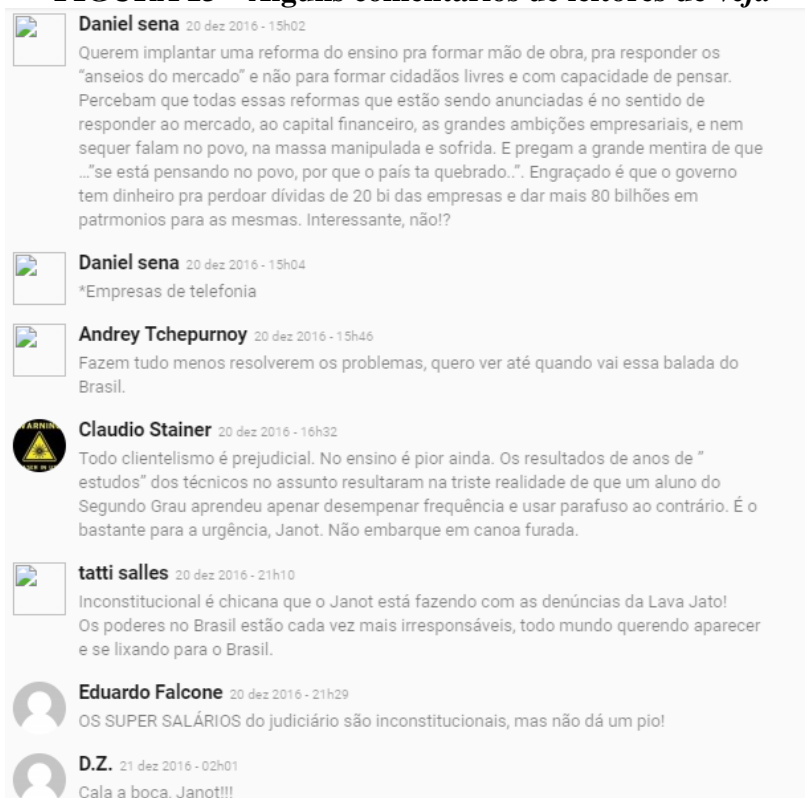 Daniel sena 20 dez 2016 - 15h02
Querem implantar uma reforma do ensino pra formar mão de obra, pra responder os
“anseios do mercado” e não para formar cidadãos livres e com capacidade de pensar.
Percebam que todas essas reformas que estão sendo anunciadas é no sentido de
responder ao mercado, ao capital financeiro, as grandes ambições empresariais, e nem
sequer falam no povo, na massa manipulada e sofrida. E pregam a grande mentira de que
...”se está pensando no povo, por que o país ta quebrado..”. Engraçado é que o governo
tem dinheiro pra perdoar dívidas de 20 bi das empresas e dar mais 80 bilhões em
patrmonios para as mesmas. Interessante, não!?
Daniel sena 20 dez 2016 - 15h04
*Empresas de telefonia
Andrey Tchepurnoy 20 dez 2016 - 15h46
Fazem tudo menos resolverem os problemas, quero ver até quando vai essa balada do
Brasil.
WARNING
Claudio Stainer 20 dez 2016 - 16h32
Todo clientelismo é prejudicial. No ensino é pior ainda. Os resultados de anos de ”
estudos” dos técnicos no assunto resultaram na triste realidade de que um aluno do
Segundo Grau aprendeu apenar desempenar frequência e usar parafuso ao contrário. É o
bastante para a urgência, Janot. Não embarque em canoa furada.
tatti salles 20 dez 2016 - 21h10
Inconstitucional é chicana que o Janot está fazendo com as denúncias da Lava Jato!
Os poderes no Brasil estão cada vez mais irresponsáveis, todo mundo querendo aparecer
e se lixando para o Brasil.
Eduardo Falcone 20 dez 2016 - 21h29
OS SUPER SALÁRIOS do judiciário são inconstitucionais, mas não dá um pio!
D.Z. 21 dez 2016 - 02h01
Cala a boca, Janot!!!